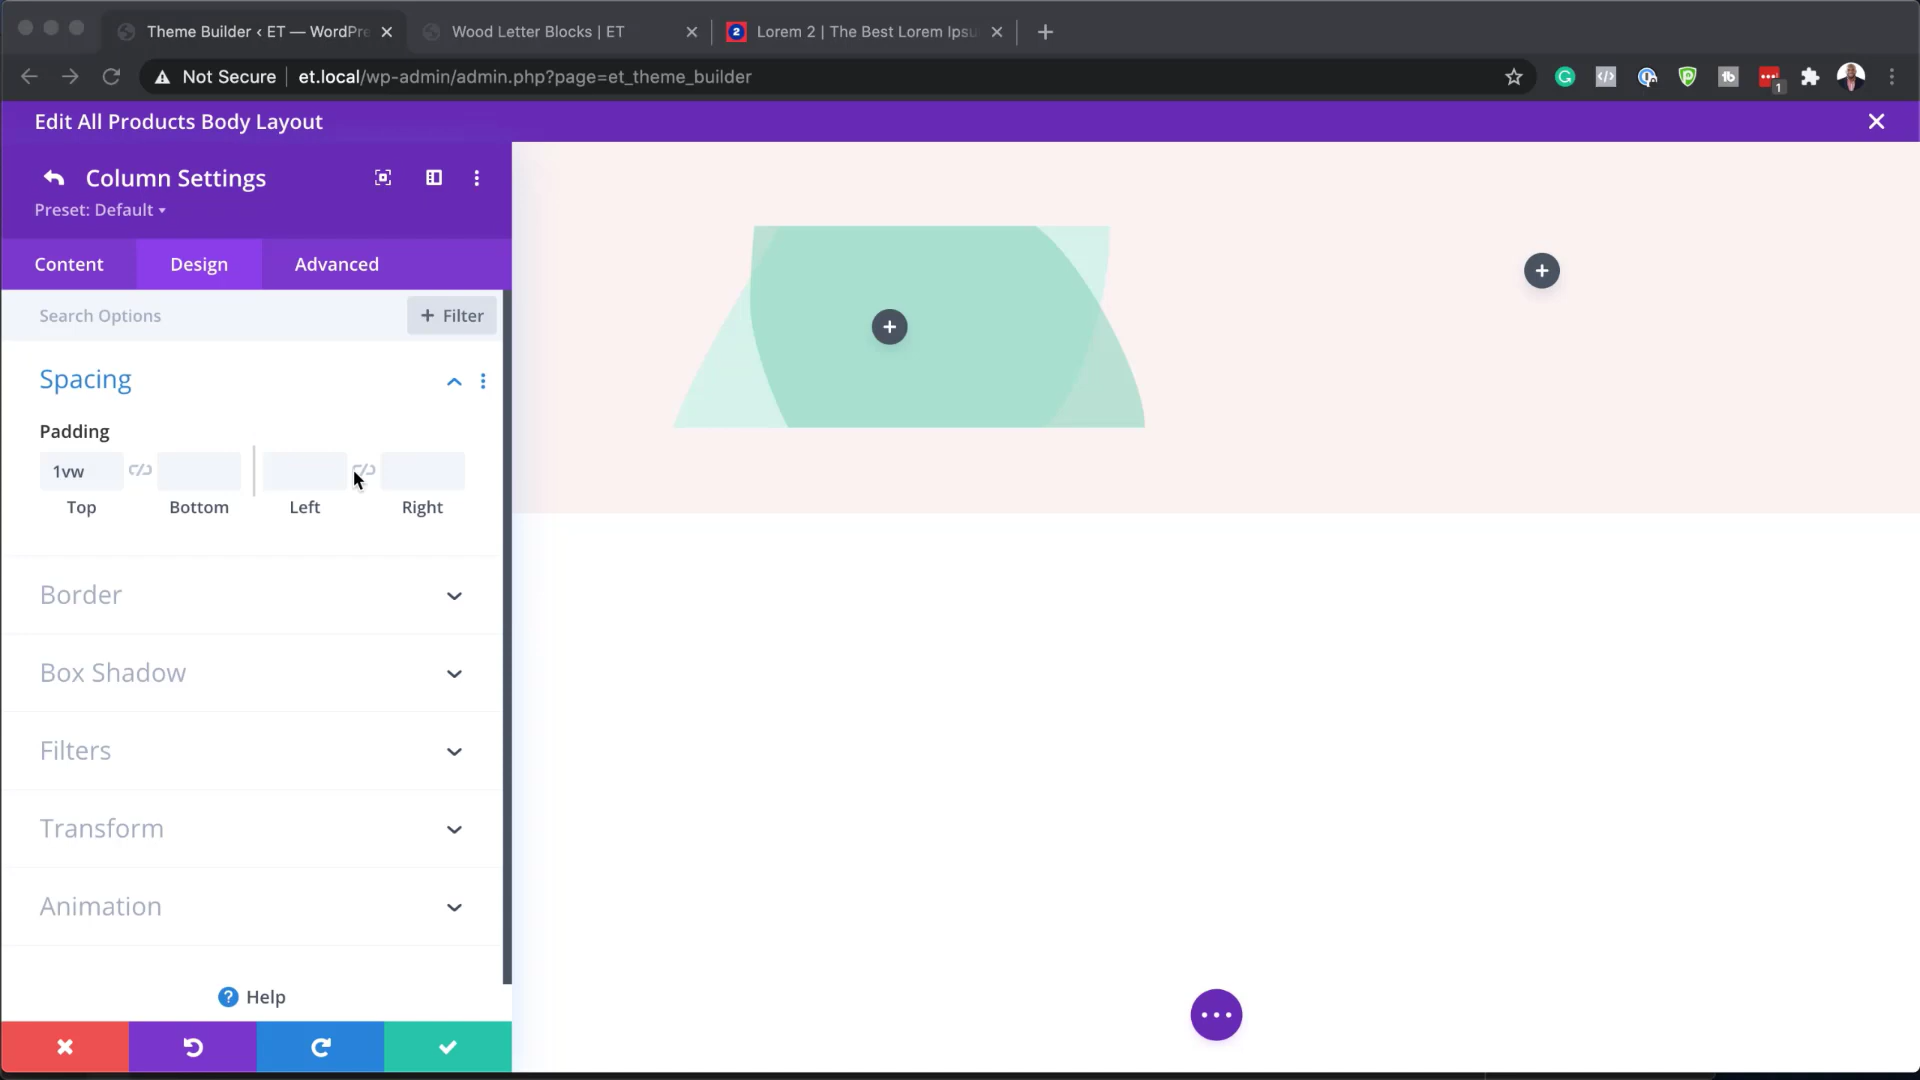 Theme Builder ‹ ET — WordPre
Wood Letter Blocks | ET
2
Lorem 2 | The Best Lorem Ipsu
Not Secure
et.local/wp-admin/admin.php?page=et_theme_builder
1
Edit All Products Body Layout
Column Settings
Preset: Default
Content
Design
Advanced
Search Options
+ Filter
Spacing
Padding
1vw
Top
Bottom
Left
Right
Border
Box Shadow
Filters
Transform
Animation
? Help